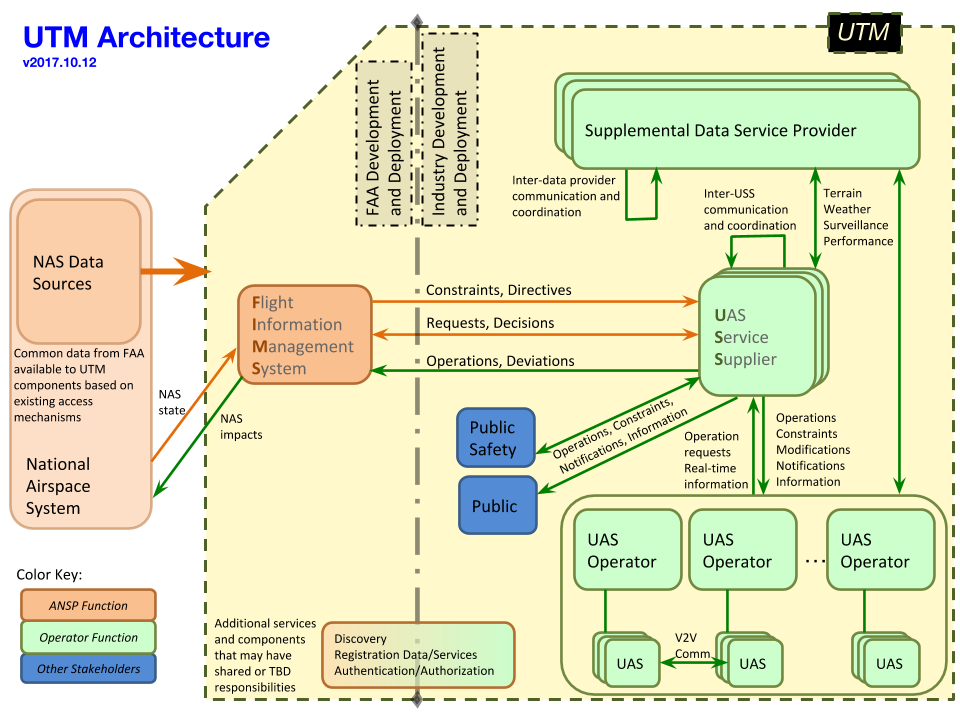 UTM Architecture
v2017.10.12
UTM
FAA Development
and Deployment
Industry Development
and Deployment
Supplemental Data Service Provider
Inter-data provider
communication and
coordination
Inter-USS
communication
and coordination
Terrain
Weather
Surveillance
Performance
NAS Data
Sources
Common data from FAA
available to UTM
components based on
existing access
mechanisms
National
Airspace
System
NAS
state
NAS
impacts
Flight
Information
Management
System
Constraints, Directives
Requests, Decisions
Operations, Deviations
UAS
Service
Supplier
Public
Safety
Public
Operations, Constraints,
Notifications, Information
Operation
requests
Real-time
information
Operations
Constraints
Modifications
Notifications
Information
UAS
Operator
UAS
Operator
...
UAS
Operator
UAS
V2V
Comm.
UAS
UAS
Color Key:
ANSP Function
Operator Function
Other Stakeholders
Additional services
and components
that may have
shared or TBD
responsibilities
Discovery
Registration Data/Services
Authentication/Authorization